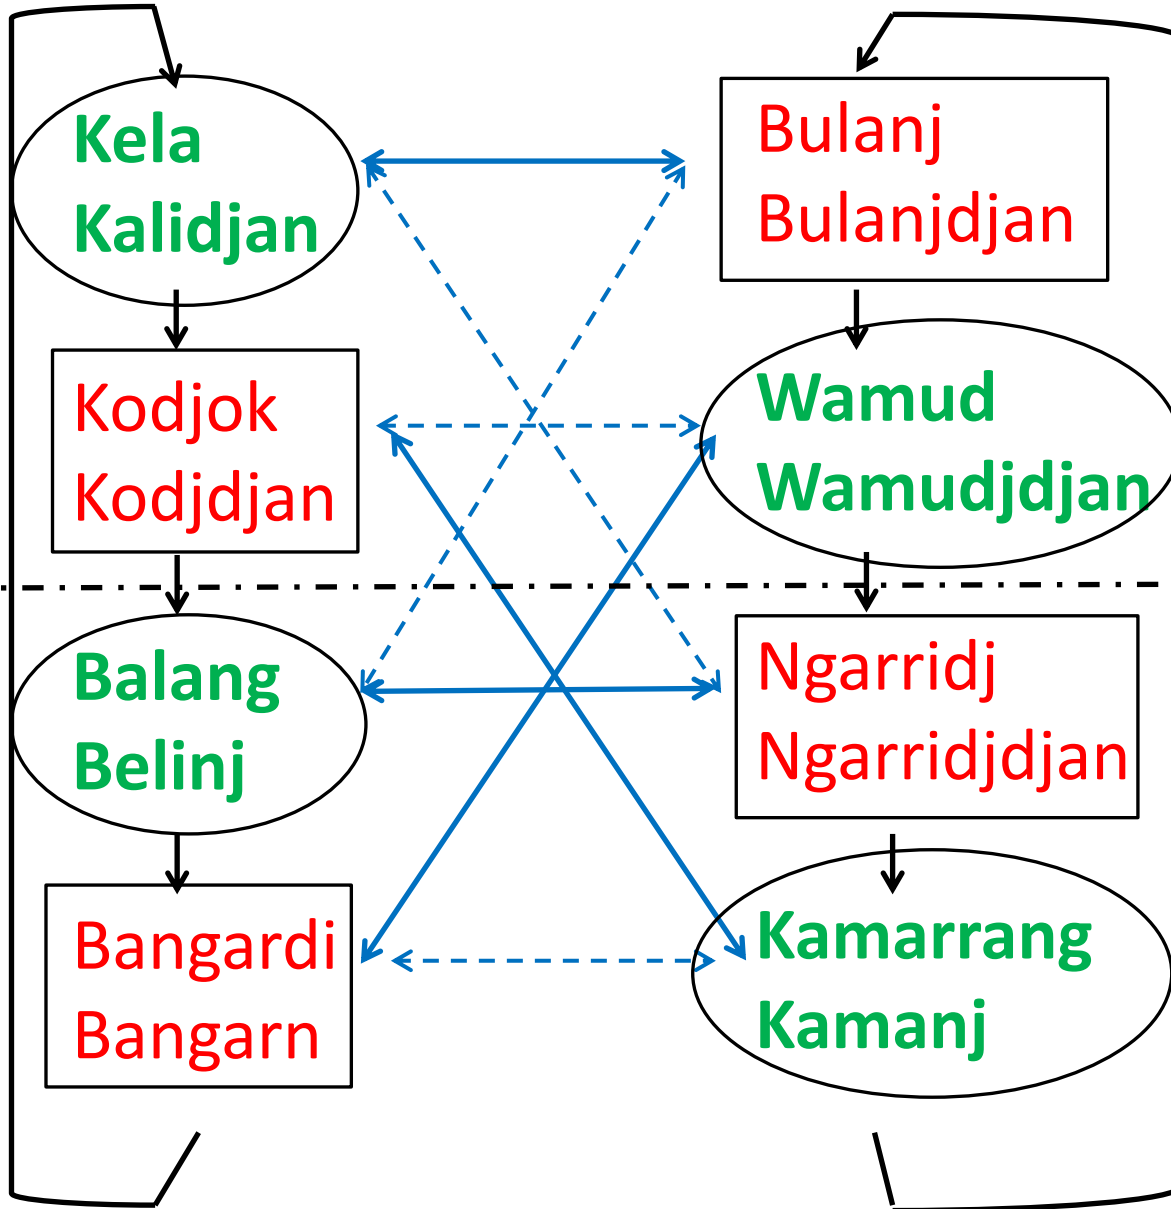 Kela
Kalidjan
Bulanj
Bulanjdjan
Kodjok
Kodjdjan
Wamud
Wamudjdjan
Balang
Belinj
Ngarridj
Ngarridjdjan
Bangardi
Bangarn
Kamarrang
Kamanj